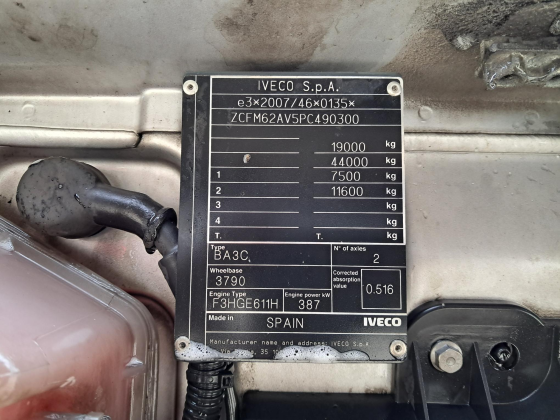 IVECO S.p.A.
e3*2007/46*0135*
ZCFM62AV5PC490300
19000 kg
44000 kg
1 7500 kg
2 11600 kg
3 kg
4 kg
T. T. kg
Type BA3C, N° of axles 2
Wheelbase 3790
Corrected absorption value 0.516
Engine Type F3HGE611H Engine power kW 387
Made in SPAIN IVECO
Manufacturer name and address: IVECO S.p.A.
35